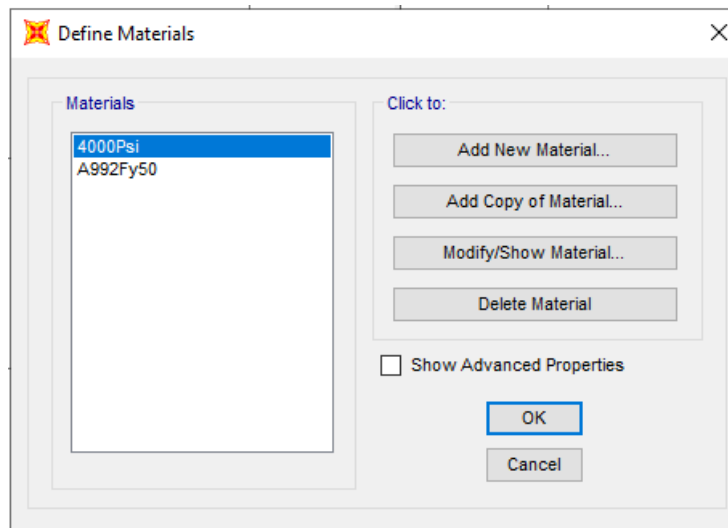 Define Materials
Materials
4000Psi
A992Fy50
Click to:
Add New Material...
Add Copy of Material...
Modify/Show Material...
Delete Material
Show Advanced Properties
OK
Cancel